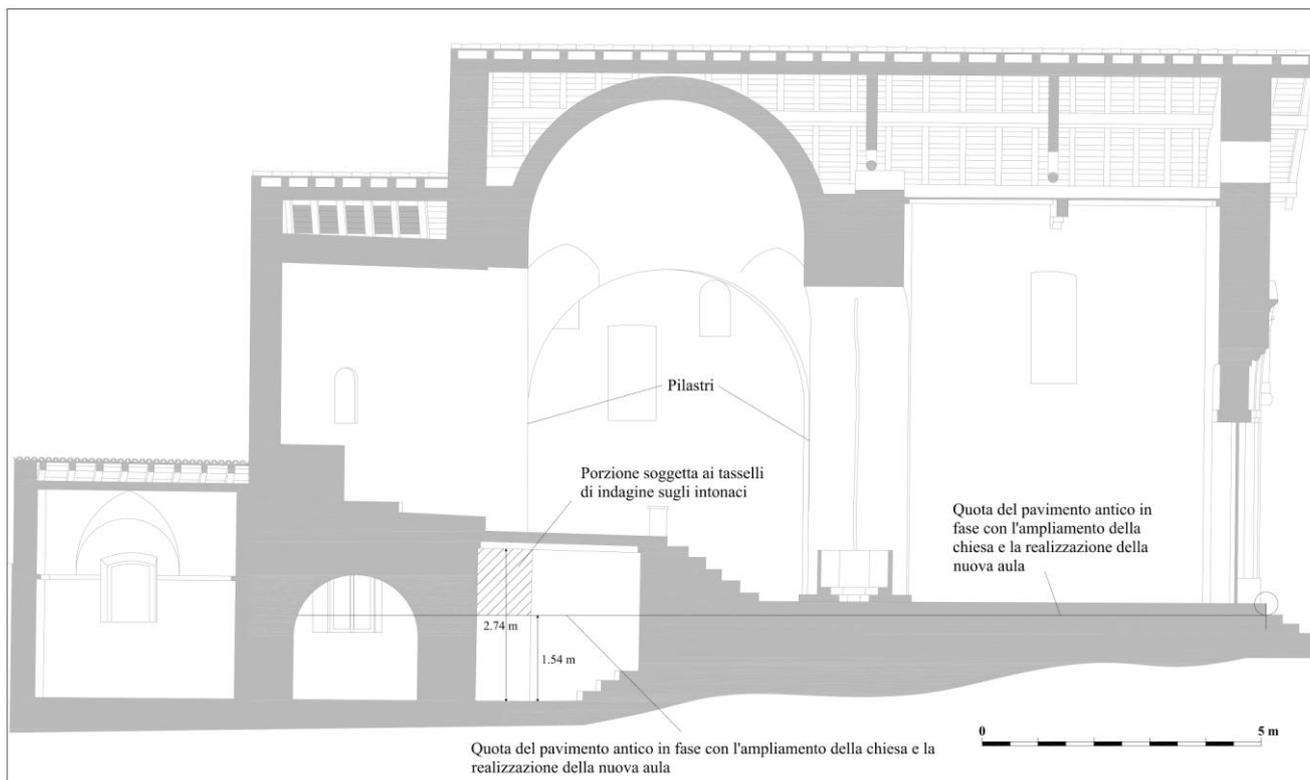 Pilastri
Porzione soggetta ai tasselli
di indagine sugli intonaci
Quota del pavimento antico in
fase con l'ampliamento della
chiesa e la realizzazione della
nuova aula
2.74 m
1.54 m
Quota del pavimento antico in fase con l'ampliamento della chiesa e la
realizzazione della nuova aula
0
5 m